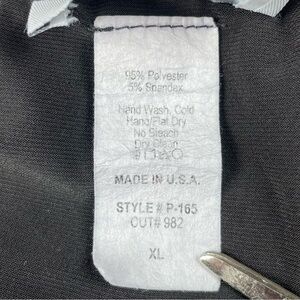 95% Polyester
5% Spandex
Hand Wash, Cold
Hand/Flat Dry
No Bleach
Dry Clean
MADE IN U.S.A.
STYLE # P-165
CUT# 982
XL